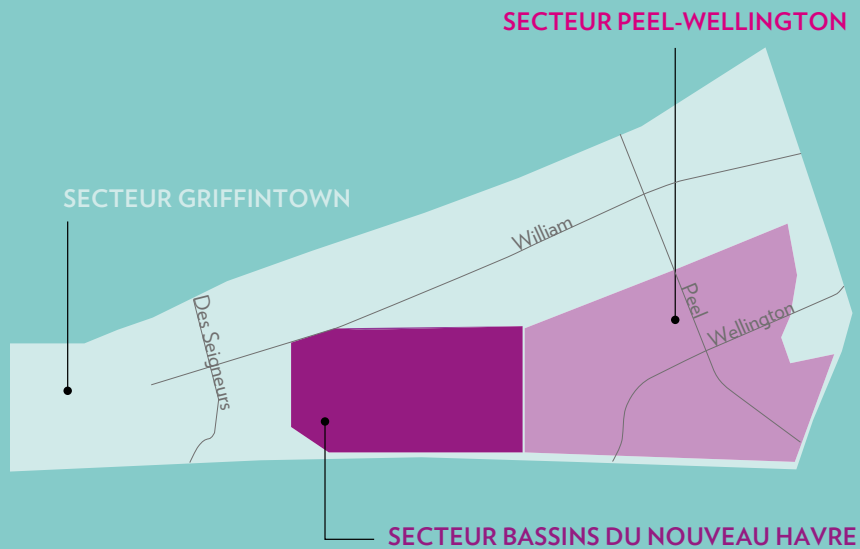 SECTEUR PEEL-WELLINGTON
SECTEUR GRIFFINTOWN
William
Des Seigneurs
Peel
Wellington
SECTEUR BASSINS DU NOUVEAU HAVRE